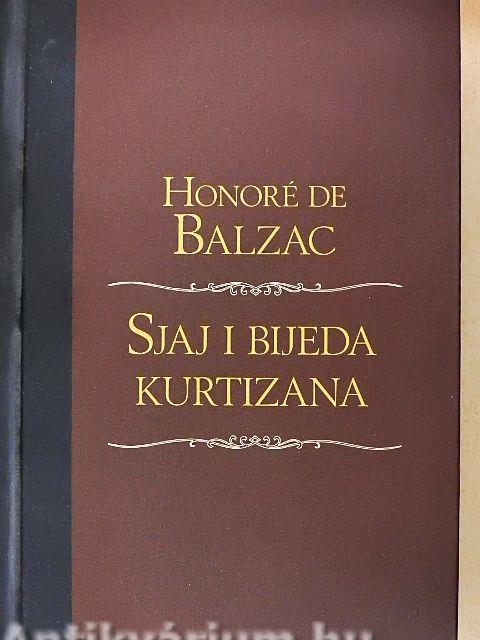 HONORÉ DE
BALZAC
SJAJ I BIJEDA
KURTIZANA
Antikvárium.hu